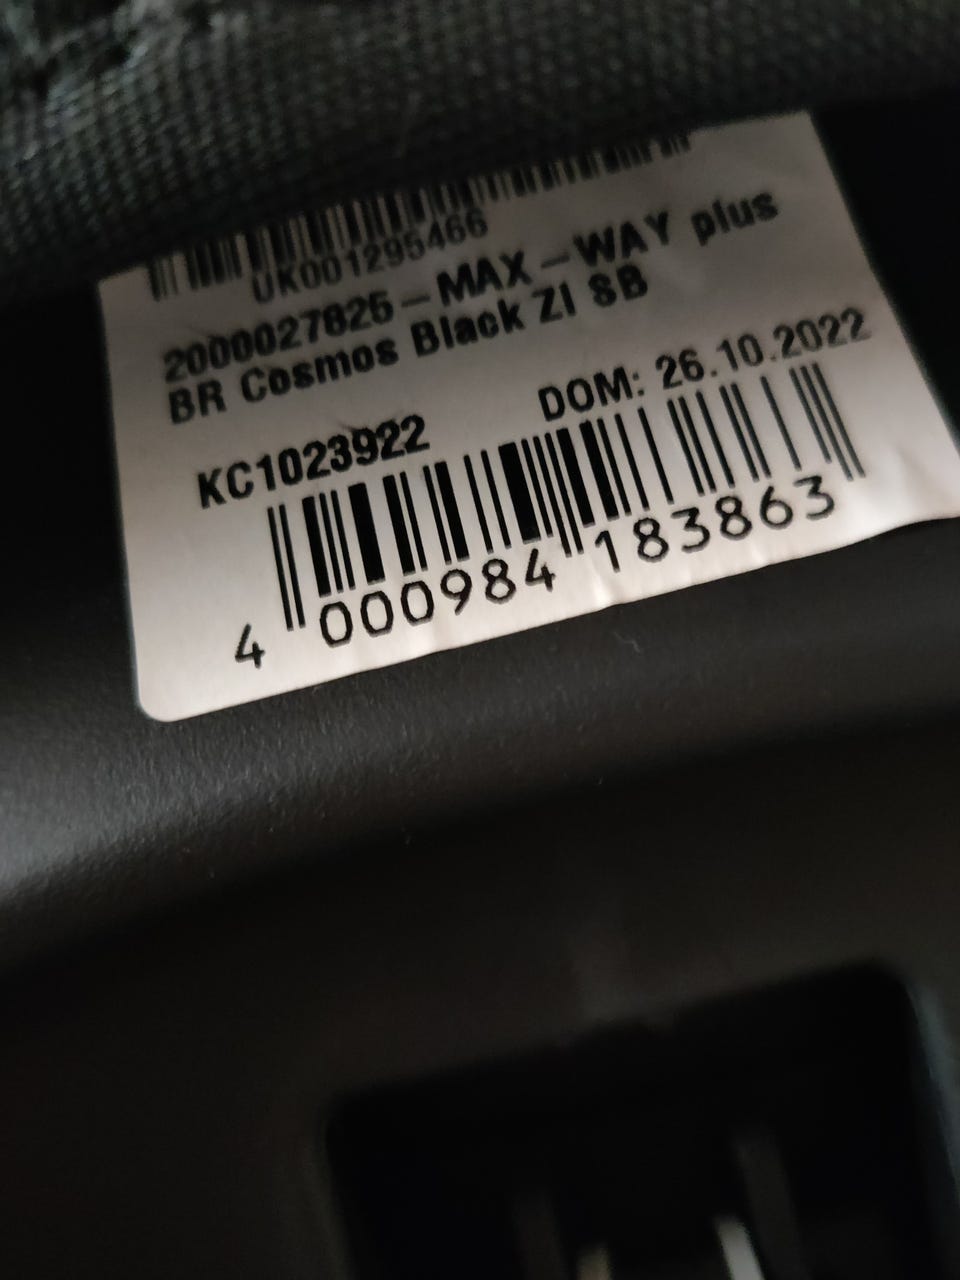 UK001295466
2000027825-MAX-WAY plus
BR Cosmos Black ZI SB
KC1023922 DOM: 26.10.2022
4 000984 183863